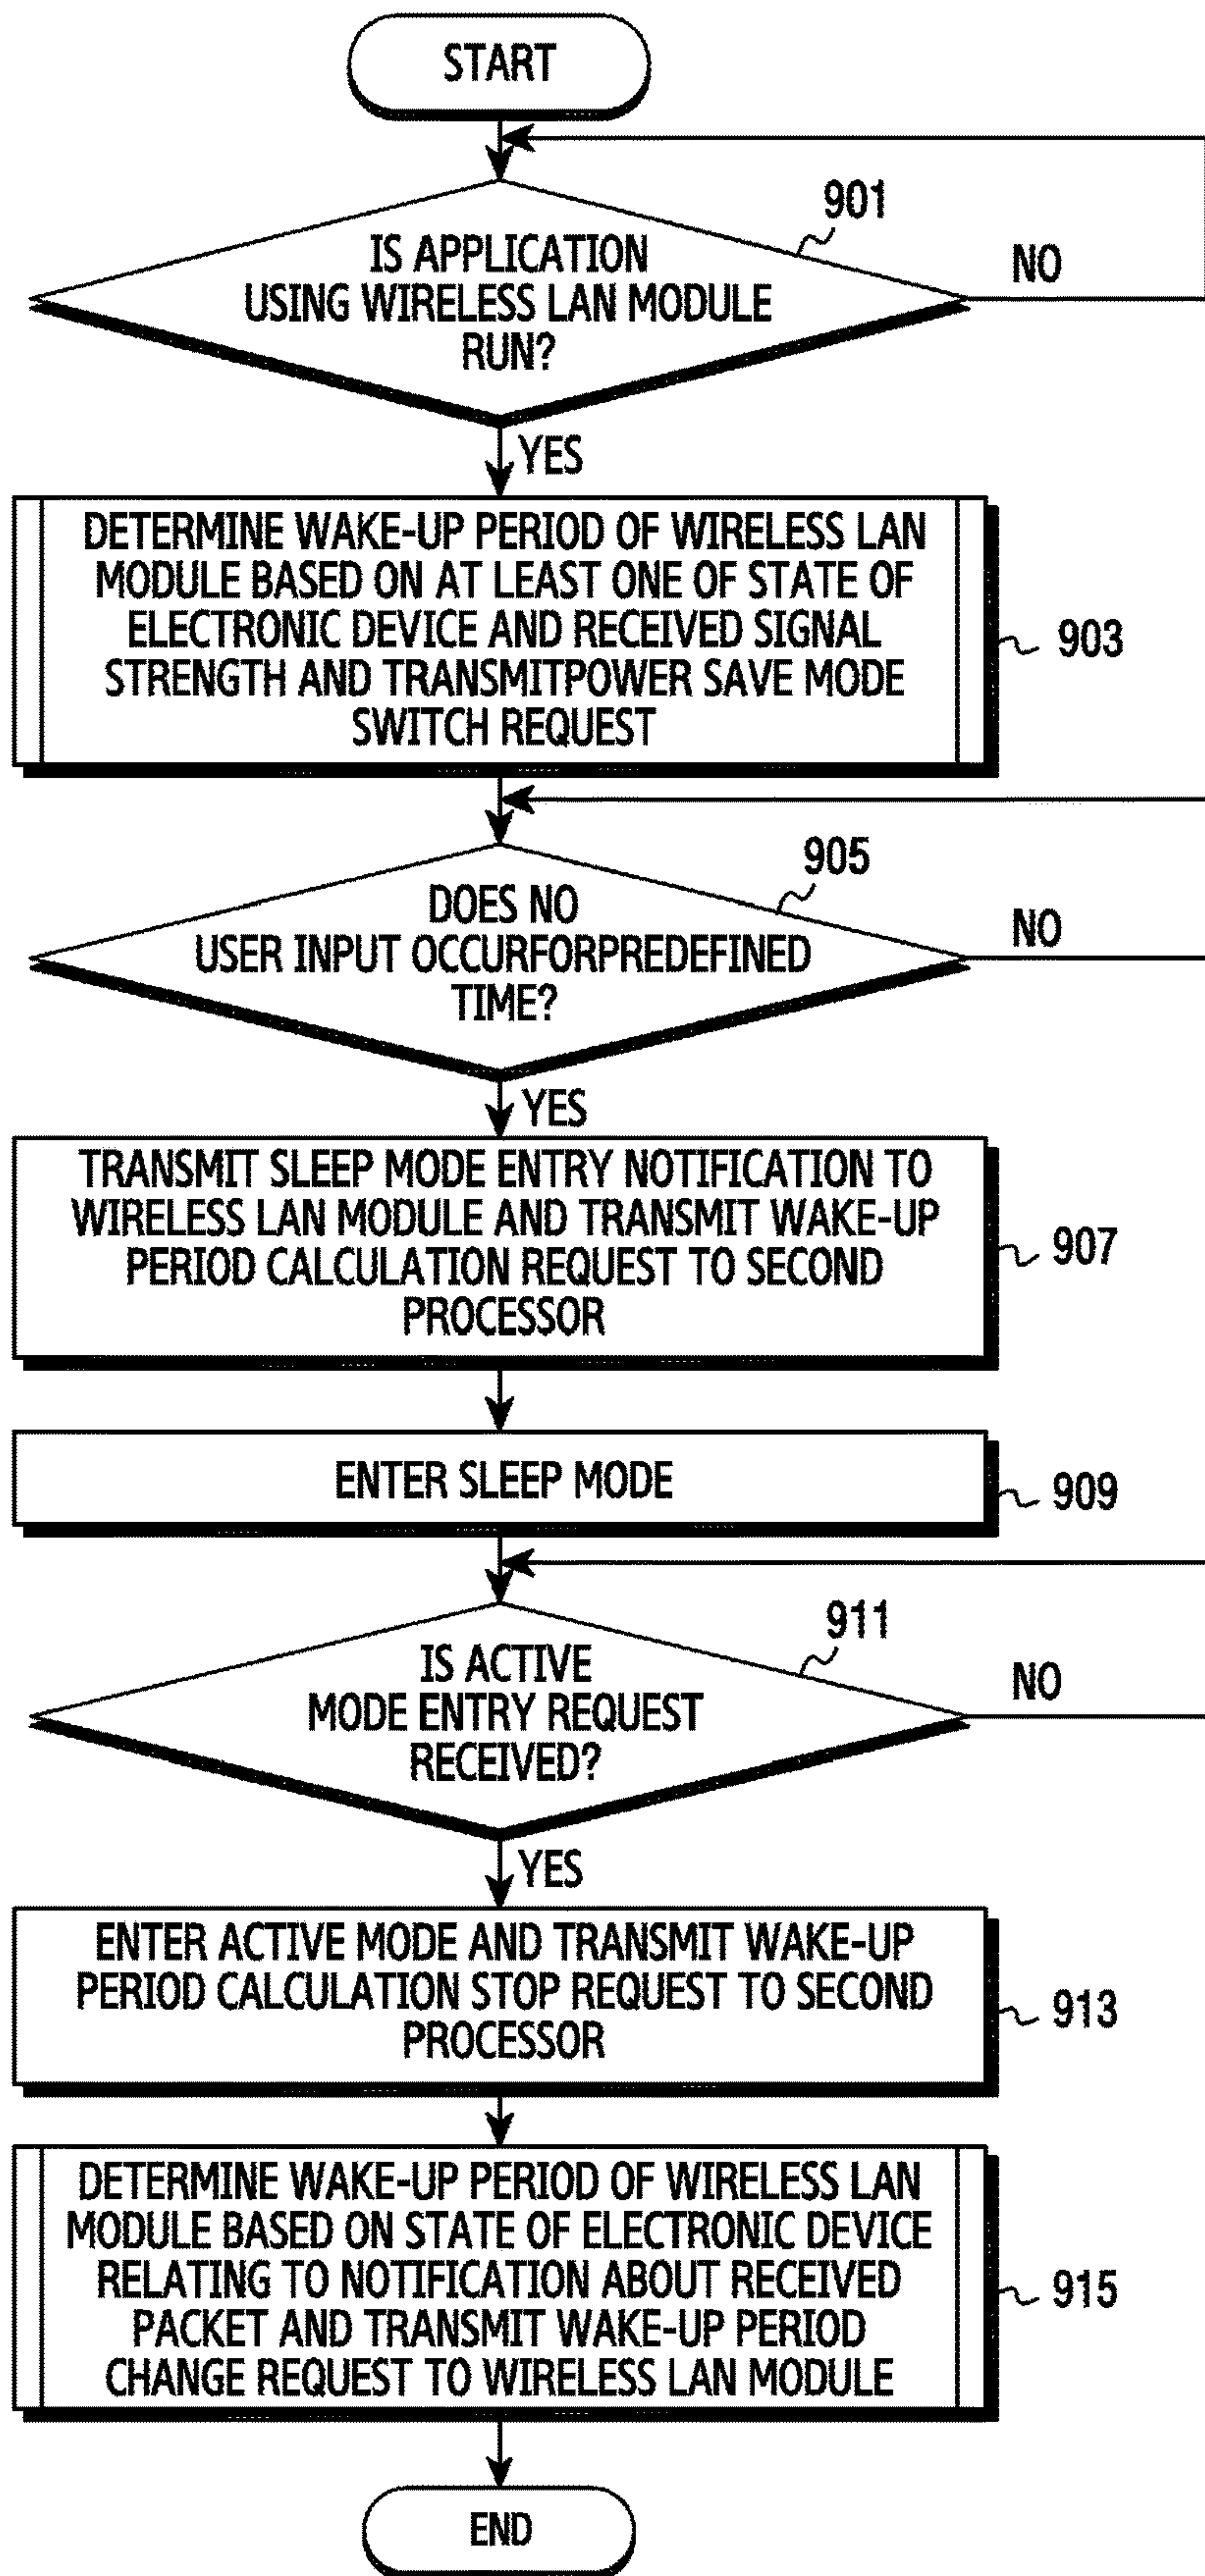 START
901
IS APPLICATION
USING WIRELESS LAN MODULE
RUN?
NO
YES
DETERMINE WAKE-UP PERIOD OF WIRELESS LAN
MODULE BASED ON AT LEAST ONE OF STATE OF
ELECTRONIC DEVICE AND RECEIVED SIGNAL
STRENGTH AND TRANSMITPOWER SAVE MODE
SWITCH REQUEST
903
905
DOES NO
USER INPUT OCCURFORPREDEFINED
TIME?
NO
YES
TRANSMIT SLEEP MODE ENTRY NOTIFICATION TO
WIRELESS LAN MODULE AND TRANSMIT WAKE-UP
PERIOD CALCULATION REQUEST TO SECOND
PROCESSOR
907
ENTER SLEEP MODE
909
911
IS ACTIVE
MODE ENTRY REQUEST
RECEIVED?
NO
YES
ENTER ACTIVE MODE AND TRANSMIT WAKE-UP
PERIOD CALCULATION STOP REQUEST TO SECOND
PROCESSOR
913
DETERMINE WAKE-UP PERIOD OF WIRELESS LAN
MODULE BASED ON STATE OF ELECTRONIC DEVICE
RELATING TO NOTIFICATION ABOUT RECEIVED
PACKET AND TRANSMIT WAKE-UP PERIOD
CHANGE REQUEST TO WIRELESS LAN MODULE
915
END